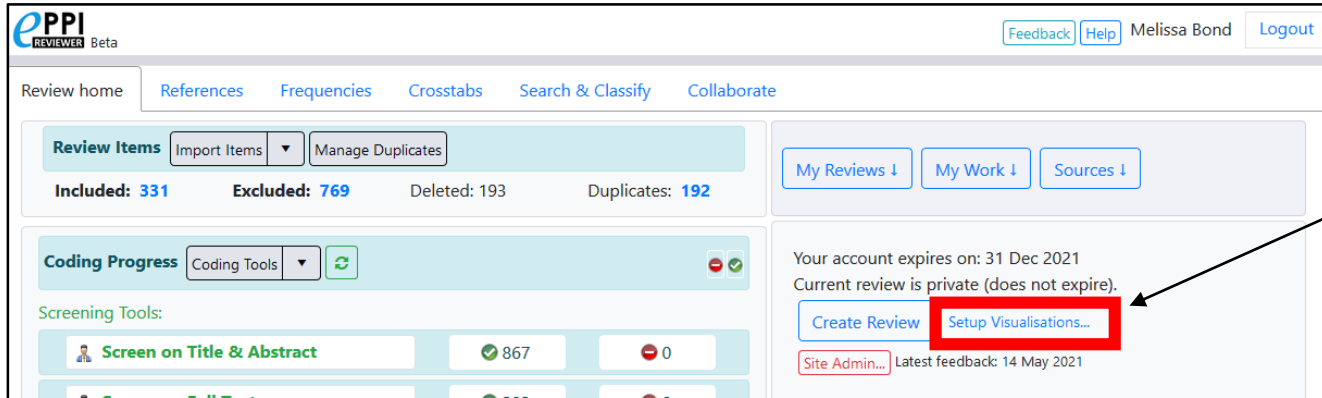 ePPI
REVIEWER Beta
Feedback Help Melissa Bond Logout
Review home References Frequencies Crosstabs Search & Classify Collaborate
Review Items Import Items ▼ Manage Duplicates
Included: 331 Excluded: 769 Deleted: 193 Duplicates: 192
My Reviews ↓ My Work ↓ Sources ↓
Coding Progress Coding Tools ▼
Your account expires on: 31 Dec 2021
Current review is private (does not expire).
Screening Tools:
Create Review Setup Visualisations...
Screen on Title & Abstract 867 0
Site Admin... Latest feedback: 14 May 2021